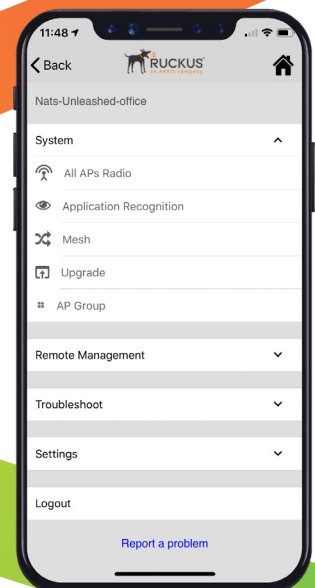 11:48
Back
RUCKUS
an ARRIS company
Nats-Unleashed-office
System
All APs Radio
Application Recognition
Mesh
Upgrade
AP Group
Remote Management
Troubleshoot
Settings
Logout
Report a problem